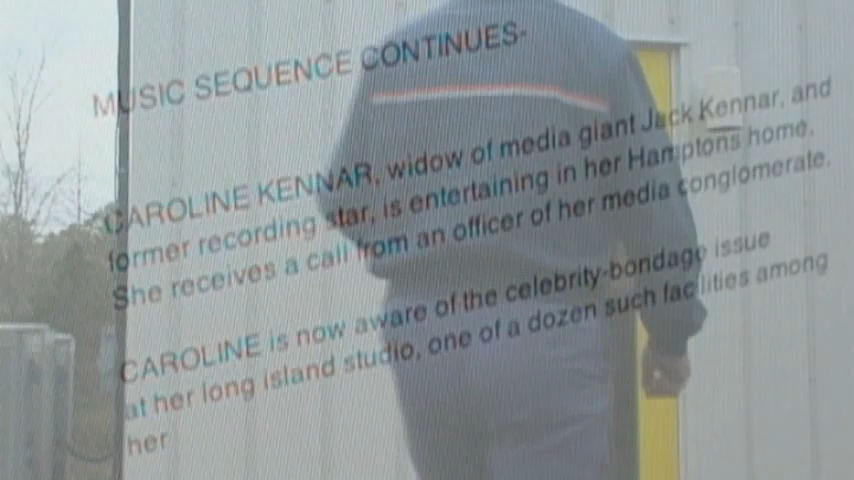 MUSIC SEQUENCE CONTINUES-
CAROLINE KENNAR, widow of media giant Jack Kennar, and
former recording star, is entertaining in her Hamptons home.
She receives a call from an officer of her media conglomerate.
CAROLINE is now aware of the celebrity-bondage issue
at her long island studio, one of a dozen such facilities among
her